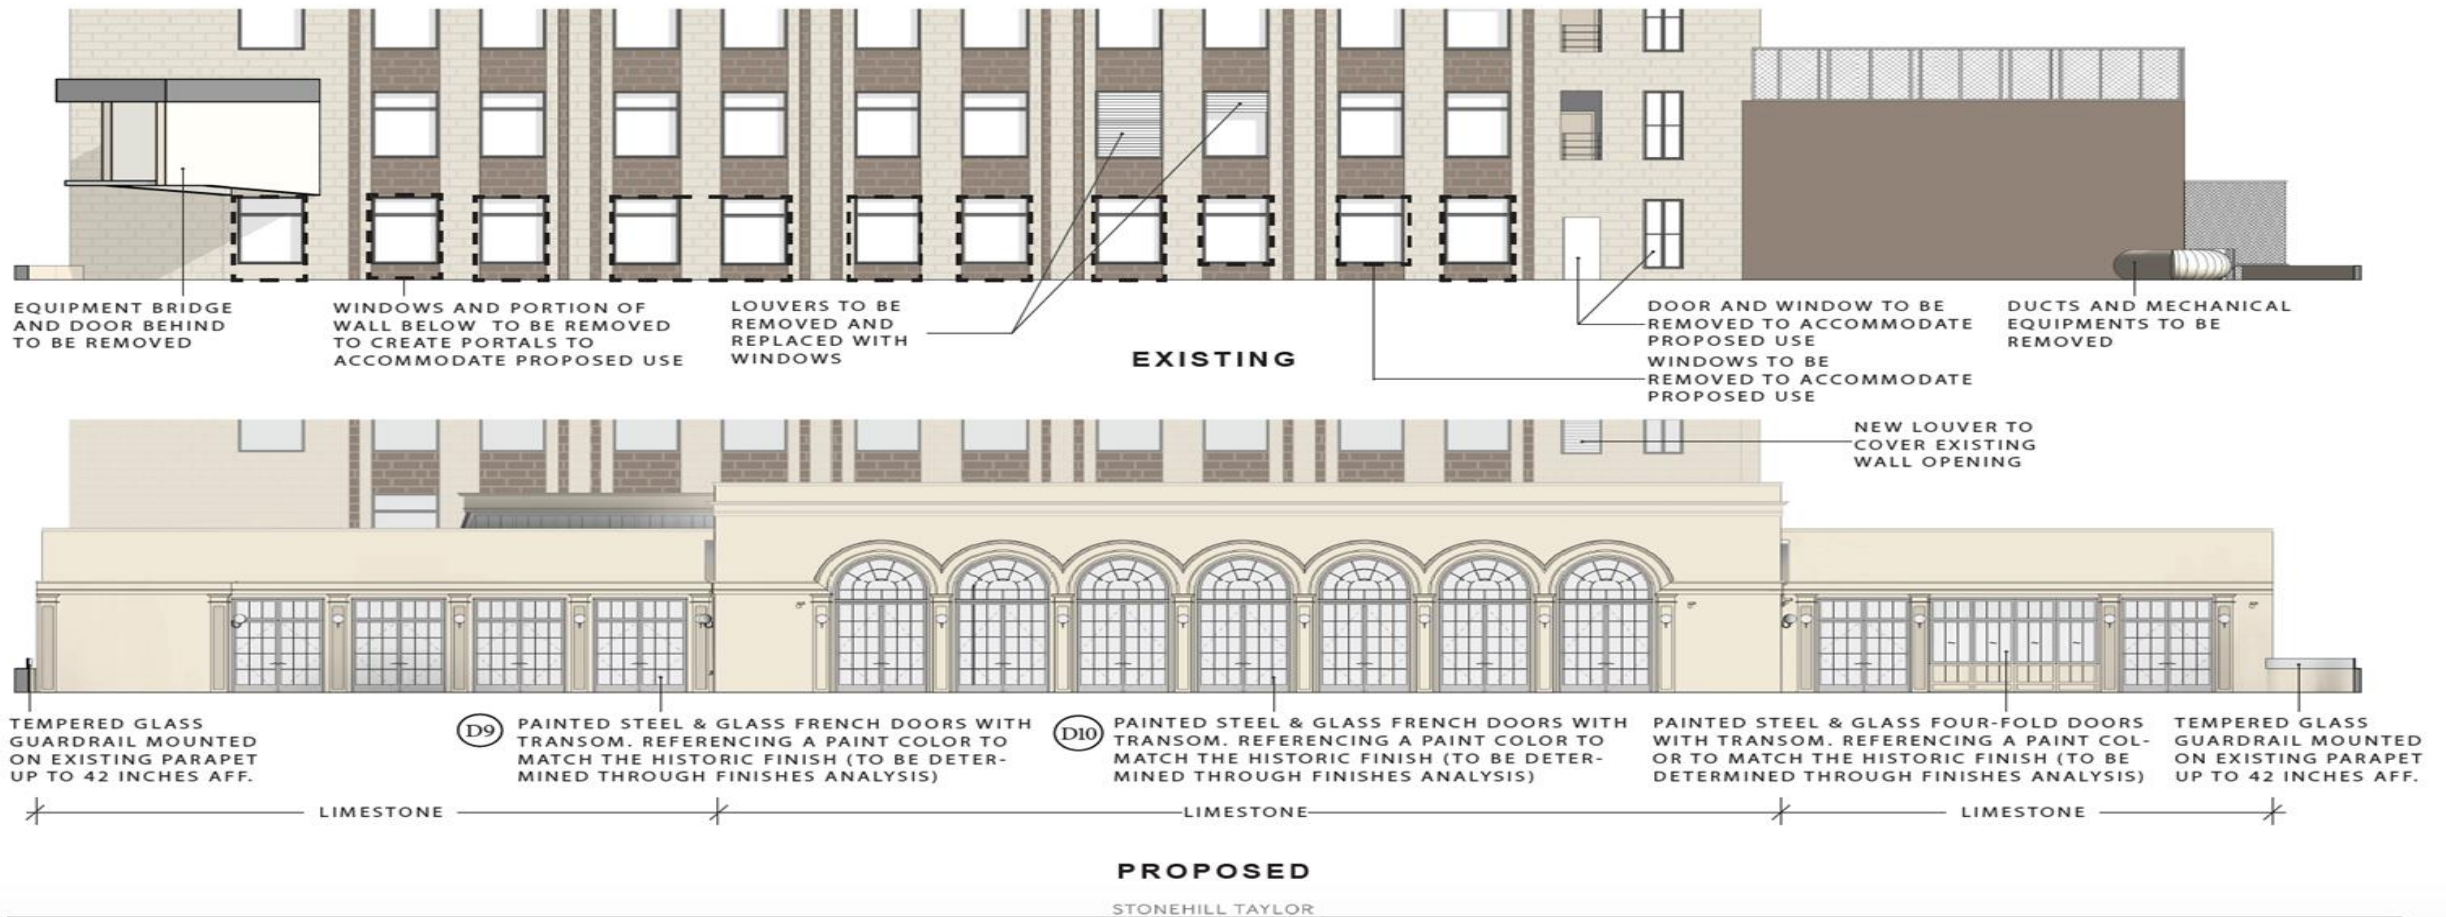 EQUIPMENT BRIDGE
AND DOOR BEHIND
TO BE REMOVED
WINDOWS AND PORTION OF
WALL BELOW TO BE REMOVED
TO CREATE PORTALS TO
ACCOMMODATE PROPOSED USE
LOUVERS TO BE
REMOVED AND
REPLACED WITH
WINDOWS
EXISTING
DOOR AND WINDOW TO BE
REMOVED TO ACCOMMODATE
PROPOSED USE
WINDOWS TO BE
REMOVED TO ACCOMMODATE
PROPOSED USE
DUCTS AND MECHANICAL
EQUIPMENTS TO BE
REMOVED
NEW LOUVER TO
COVER EXISTING
WALL OPENING
TEMPERED GLASS
GUARDRAIL MOUNTED
ON EXISTING PARAPET
UP TO 42 INCHES AFF.
D9
PAINTED STEEL & GLASS FRENCH DOORS WITH
TRANSOM. REFERENCING A PAINT COLOR TO
MATCH THE HISTORIC FINISH (TO BE DETER-
MINED THROUGH FINISHES ANALYSIS)
D10
PAINTED STEEL & GLASS FRENCH DOORS WITH
TRANSOM. REFERENCING A PAINT COLOR TO
MATCH THE HISTORIC FINISH (TO BE DETER-
MINED THROUGH FINISHES ANALYSIS)
PAINTED STEEL & GLASS FOUR-FOLD DOORS
WITH TRANSOM. REFERENCING A PAINT COL-
OR TO MATCH THE HISTORIC FINISH (TO BE
DETERMINED THROUGH FINISHES ANALYSIS)
TEMPERED GLASS
GUARDRAIL MOUNTED
ON EXISTING PARAPET
UP TO 42 INCHES AFF.
LIMESTONE
LIMESTONE
LIMESTONE
PROPOSED
STONEHILL TAYLOR